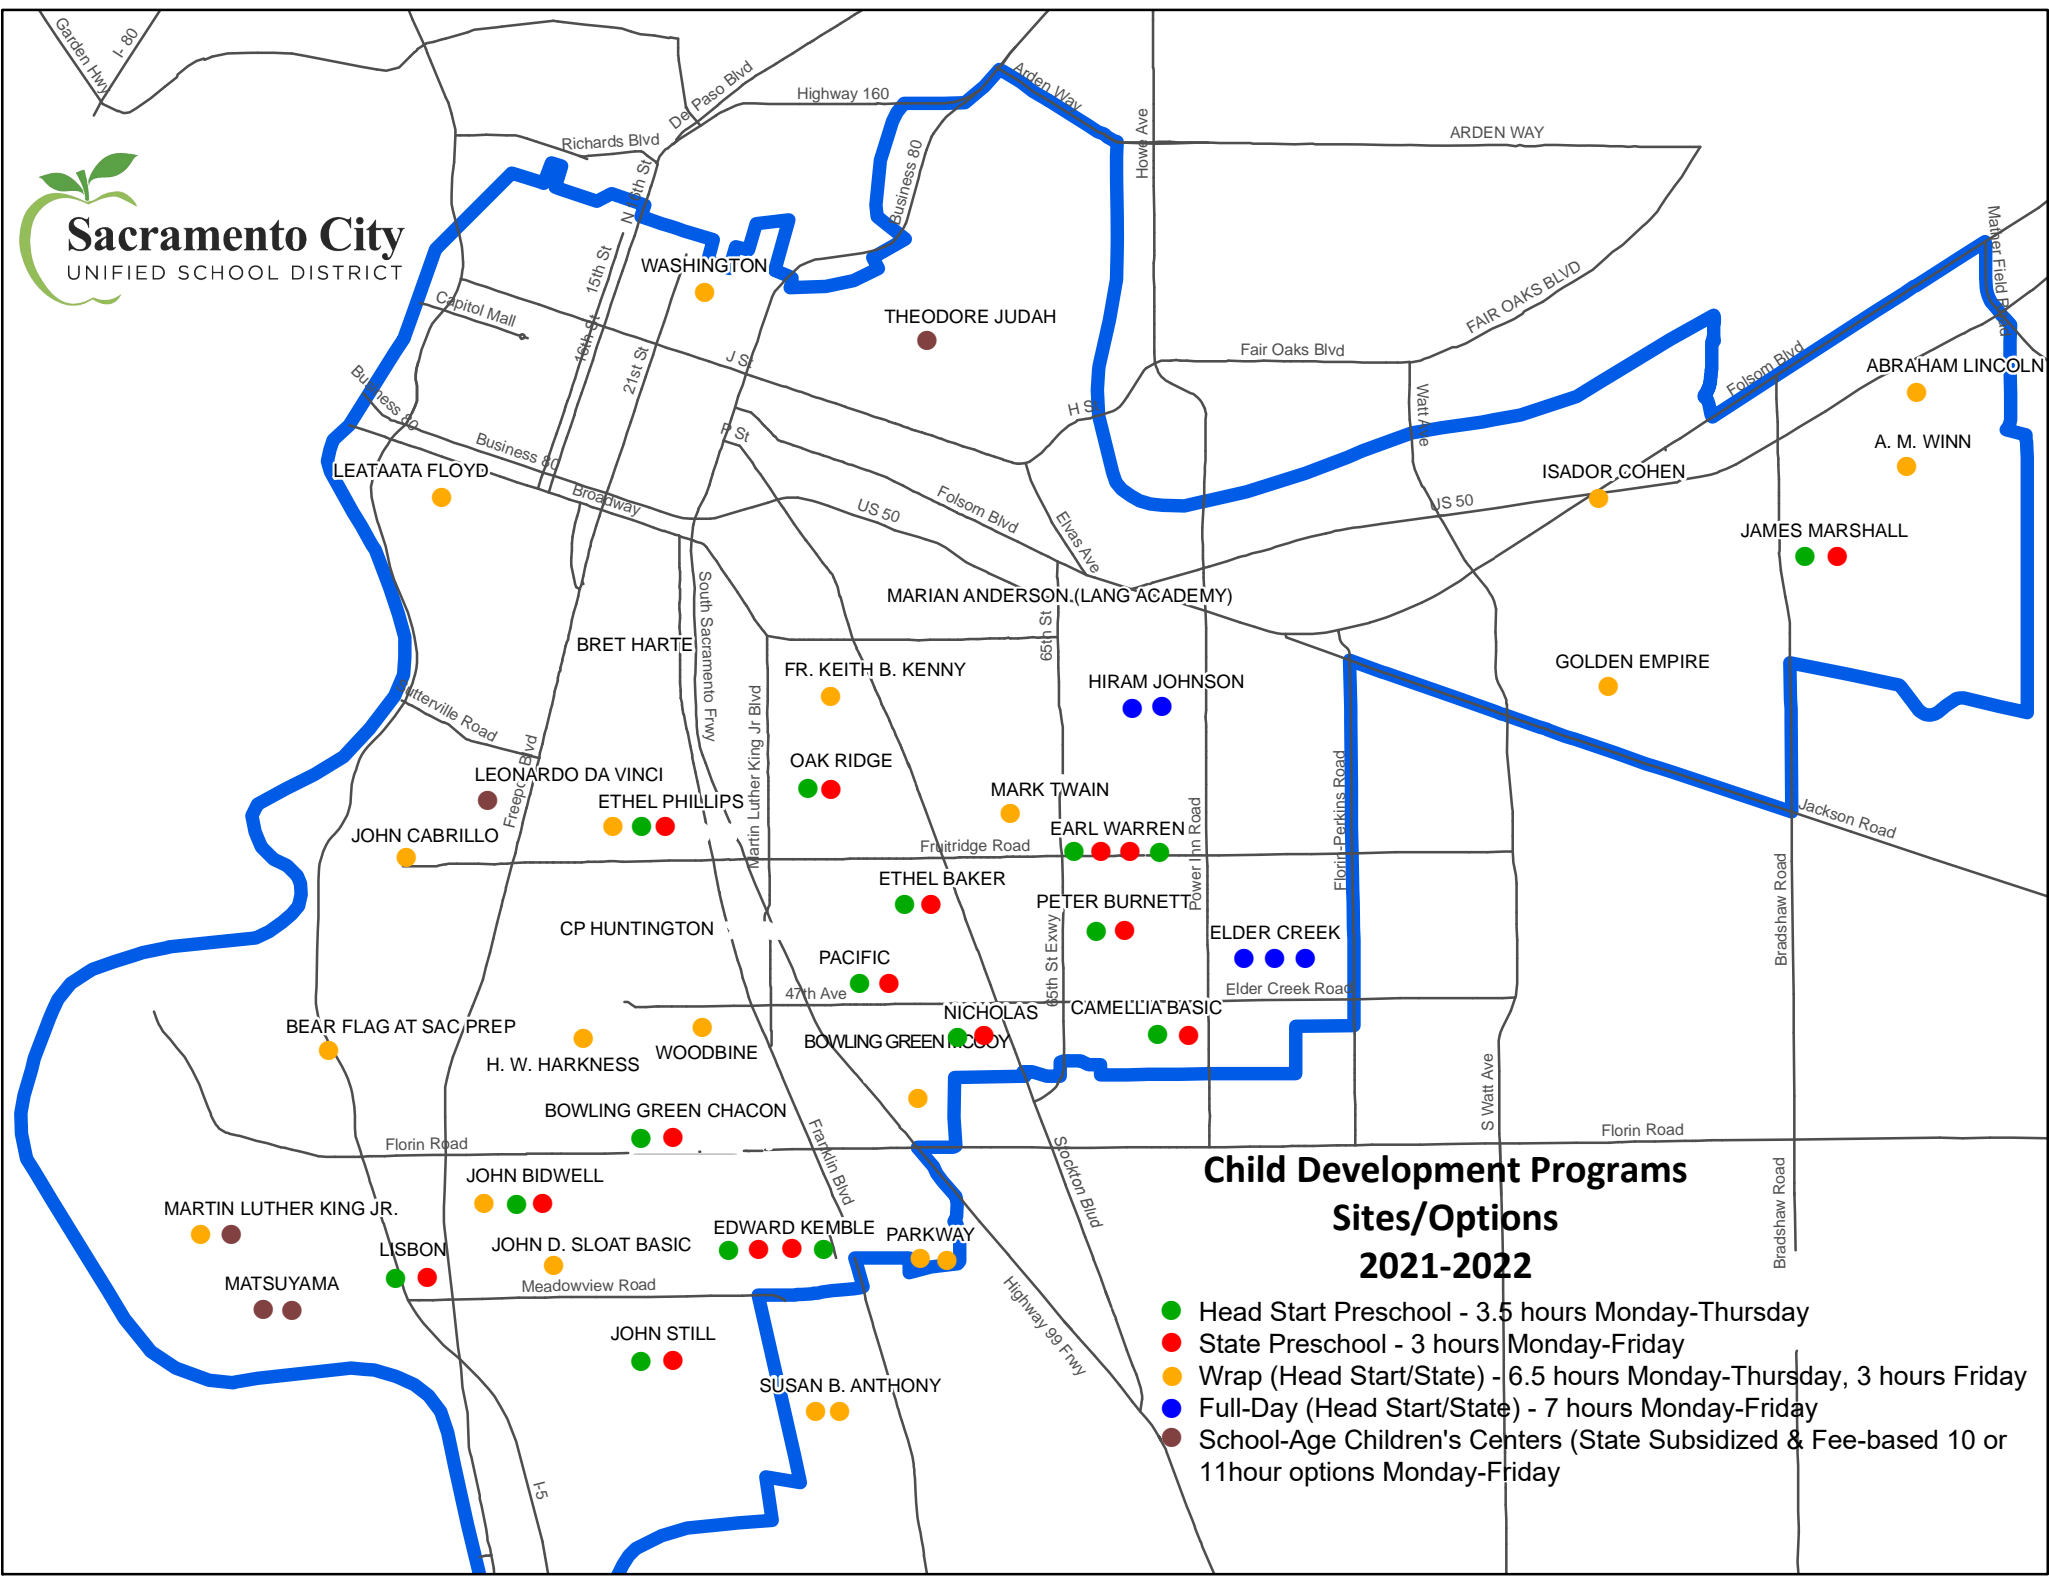 Garden Hwy
I- 80
Del Paso Blvd
Highway 160
Arden Way
Richards Blvd
Howe Ave
ARDEN WAY
Business 80
N 16th St
Sacramento City
UNIFIED SCHOOL DISTRICT
Mather Field Road
WASHINGTON
15th St
Capitol Mall
THEODORE JUDAH
FAIR OAKS BLVD
16th St
21st St
J St
Fair Oaks Blvd
Folsom Blvd
ABRAHAM LINCOLN
Business 80
H St
Watt Ave
P St
Business 80
A. M. WINN
LEATAATA FLOYD
ISADOR COHEN
Broadway
US 50
Folsom Blvd
US 50
Elvas Ave
JAMES MARSHALL
MARIAN ANDERSON (LANG ACADEMY)
South Sacramento Frwy
65th St
BRET HARTE
FR. KEITH B. KENNY
GOLDEN EMPIRE
HIRAM JOHNSON
Sutterville Road
Martin Luther King Jr Blvd
Freeport Blvd
OAK RIDGE
LEONARDO DA VINCI
MARK TWAIN
ETHEL PHILLIPS
Florin-Perkins Road
Jackson Road
JOHN CABRILLO
EARL WARREN
Fruitridge Road
Power Inn Road
ETHEL BAKER
PETER BURNETT
Bradshaw Road
CP HUNTINGTON
ELDER CREEK
65th St Exwy
PACIFIC
47th Ave
Elder Creek Road
NICHOLAS
CAMELLIA BASIC
BEAR FLAG AT SAC PREP
BOWLING GREEN MCCOY
H. W. HARKNESS
WOODBINE
S Watt Ave
BOWLING GREEN CHACON
Florin Road
Franklin Blvd
Stockton Blud
Florin Road
Bradshaw Road
JOHN BIDWELL
MARTIN LUTHER KING JR.
EDWARD KEMBLE
PARKWAY
LISBON
JOHN D. SLOAT BASIC
MATSUYAMA
Meadowview Road
Highway 99 Frwy
JOHN STILL
SUSAN B. ANTHONY
I-5
Child Development Programs
Sites/Options
2021-2022
Head Start Preschool - 3.5 hours Monday-Thursday
State Preschool - 3 hours Monday-Friday
Wrap (Head Start/State) - 6.5 hours Monday-Thursday, 3 hours Friday
Full-Day (Head Start/State) - 7 hours Monday-Friday
School-Age Children's Centers (State Subsidized & Fee-based 10 or
11hour options Monday-Friday